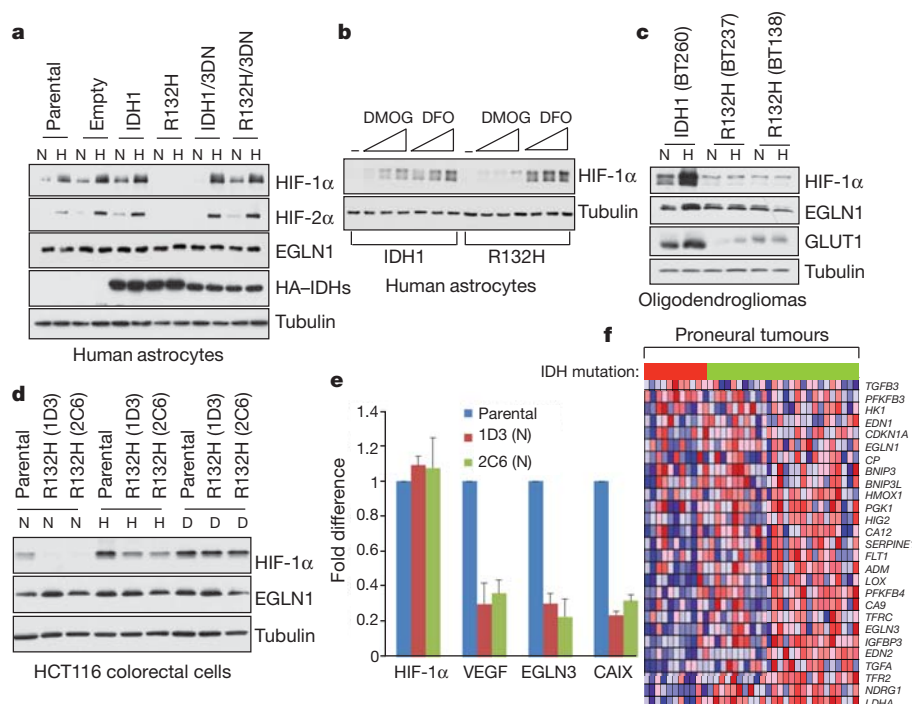 a
Parental Empty IDH1 R132H IDH1/3DN R132H/3DN
N H N H N H N H N H N H
HIF-1α
HIF-2α
EGLN1
HA–IDHs
Tubulin
Human astrocytes
b
DMOG DFO DMOG DFO
– –
HIF-1α
Tubulin
IDH1 R132H
Human astrocytes
c
IDH1 (BT260) R132H (BT237) R132H (BT138)
N H N H N H
HIF-1α
EGLN1
GLUT1
Tubulin
Oligodendrogliomas
d
Parental R132H (1D3) R132H (2C6) Parental R132H (1D3) R132H (2C6) Parental R132H (1D3) R132H (2C6)
N N N H H H D D D
HIF-1α
EGLN1
Tubulin
HCT116 colorectal cells
e
Fold difference
1.4
1.2
1
0.8
0.6
0.4
0.2
0
Parental
1D3 (N)
2C6 (N)
HIF-1α VEGF EGLN3 CAIX
f
Proneural tumours
IDH mutation:
TGFB3
PFKFB3
HK1
EDN1
CDKN1A
EGLN1
CP
BNIP3
BNIP3L
HMOX1
PGK1
HIG2
CA12
SERPINE
FLT1
ADM
LOX
PFKFB4
CA9
TFRC
EGLN3
IGFBP3
EDN2
TGFA
TFR2
NDRG1
LDHA